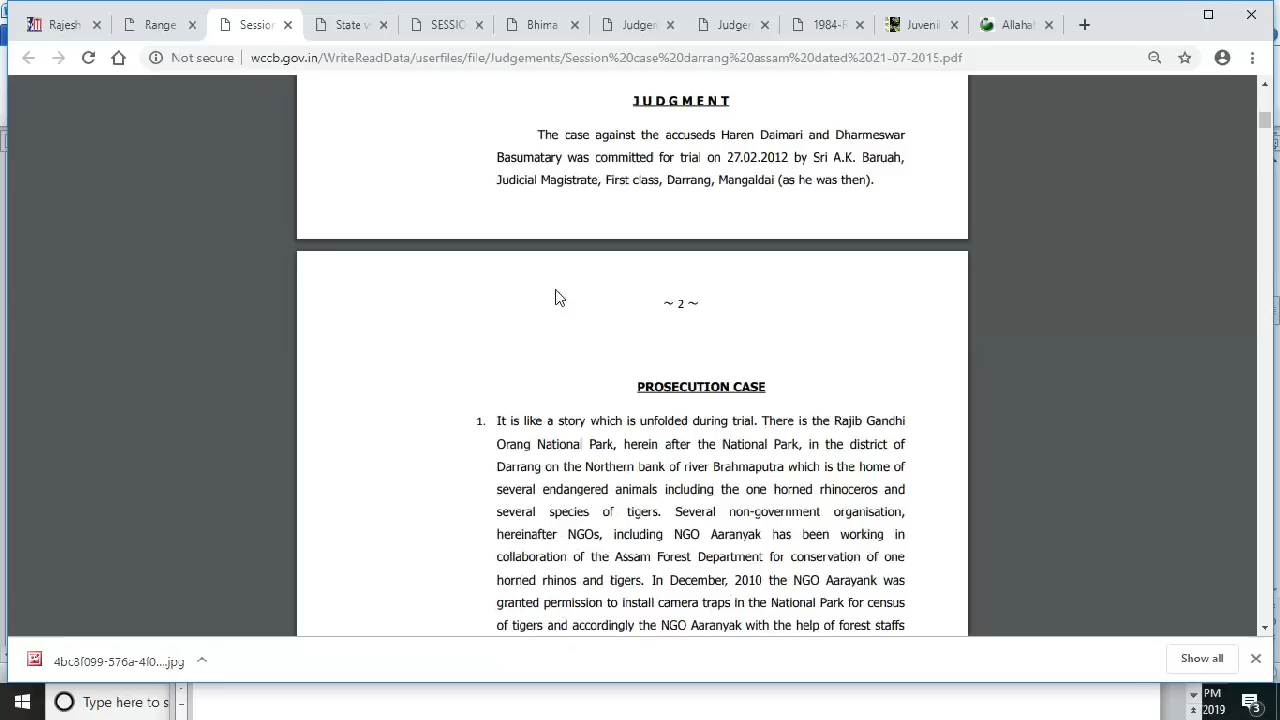 Rajesh
Range
Session
State v
SESSIO
Bhima
Judgem
Judgem
1984-R
Juvenil
Allahal
Not secure
wccb.gov.in/WriteReadData/userfiles/file/Judgements/Session%20case%20darrang%20assam%20dated%2021-07-2015.pdf
JUDGMENT
The case against the accuseds Haren Daimari and Dharmeswar
Basumatary was committed for trial on 27.02.2012 by Sri A.K. Baruah,
Judicial Magistrate, First class, Darrang, Mangaldai (as he was then).
~ 2 ~
PROSECUTION CASE
1. It is like a story which is unfolded during trial. There is the Rajib Gandhi
Orang National Park, herein after the National Park, in the district of
Darrang on the Northern bank of river Brahmaputra which is the home of
several endangered animals including the one horned rhinoceros and
several species of tigers. Several non-government organisation,
hereinafter NGOs, including NGO Aaranyak has been working in
collaboration of the Assam Forest Department for conservation of one
horned rhinos and tigers. In December, 2010 the NGO Aarayank was
granted permission to install camera traps in the National Park for census
of tigers and accordingly the NGO Aaranyak with the help of forest staffs
4bc3f099-576a-4f0....jpg
Show all
Type here to s
PM
2019
3